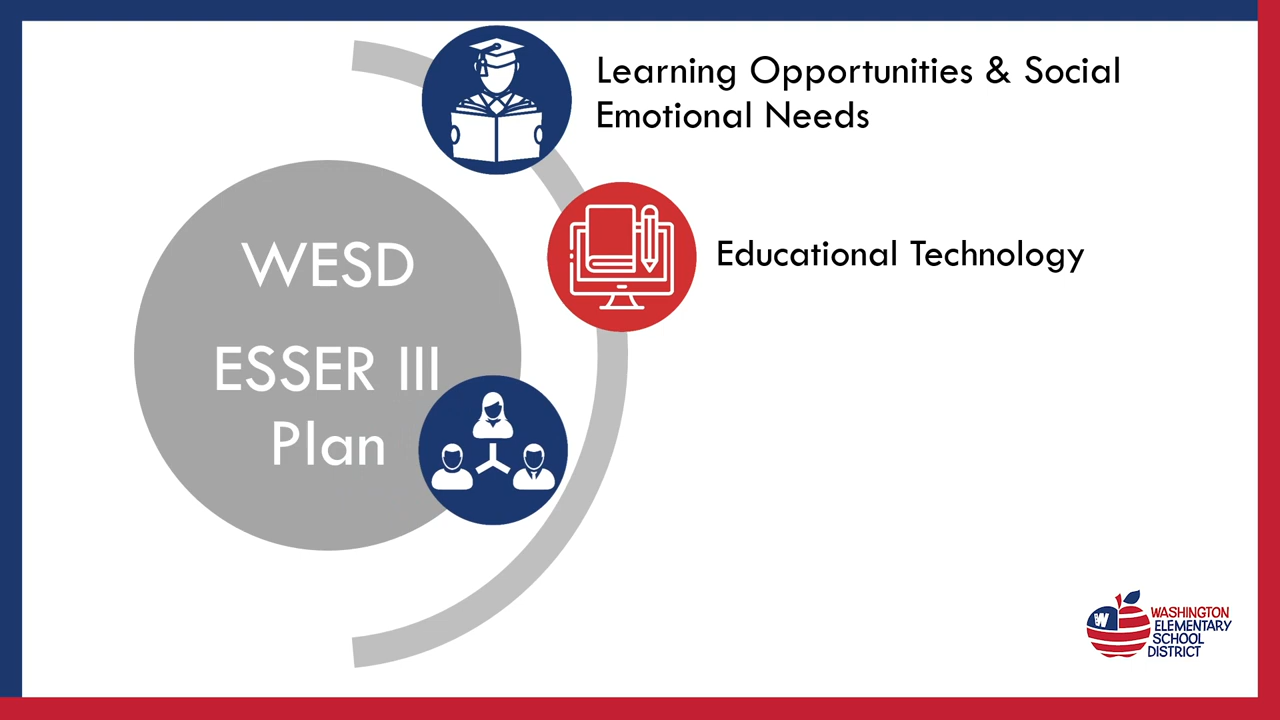 Learning Opportunities & Social
Emotional Needs
Educational Technology
WESD
ESSER III
Plan
W
WASHINGTON
ELEMENTARY
SCHOOL
DISTRICT